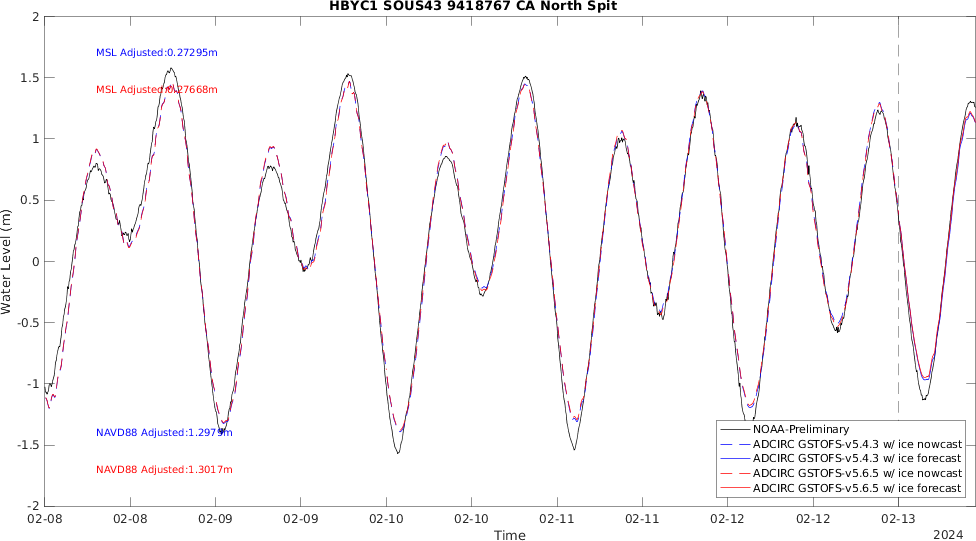 HBYC1 SOUS43 9418767 CA North Spit
2
1.5
1
0.5
0
-0.5
-1
-1.5
-2
Water Level (m)
MSL Adjusted:0.27295m
MSL Adjusted:0.27668m
NAVD88 Adjusted:1.2979m
NAVD88 Adjusted:1.3017m
NOAA-Preliminary
ADCIRC GSTOFS-v5.4.3 w/ ice nowcast
ADCIRC GSTOFS-v5.4.3 w/ ice forecast
ADCIRC GSTOFS-v5.6.5 w/ ice nowcast
ADCIRC GSTOFS-v5.6.5 w/ ice forecast
02-08 02-08 02-09 02-09 02-10 02-10 02-11 02-11 02-12 02-12 02-13
Time
2024